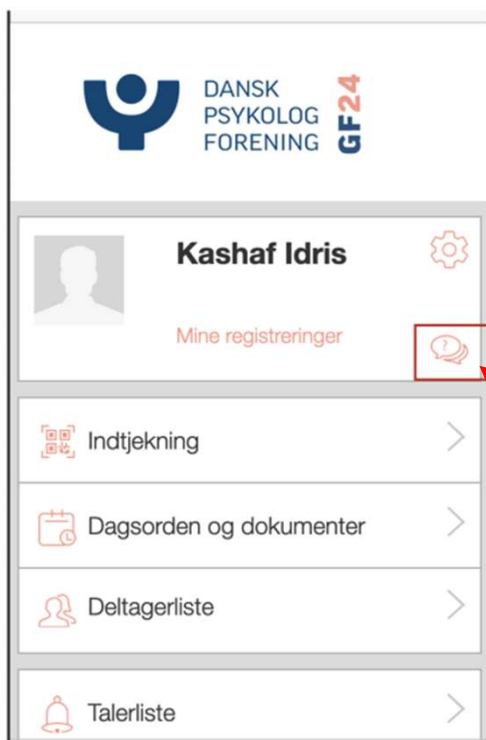 DANSK
PSYKOLOG
FORENING
GF24
Kashaf Idris
Mine registreringer
?
Indtjekning
Dagsorden og dokumenter
Deltagerliste
Talerliste